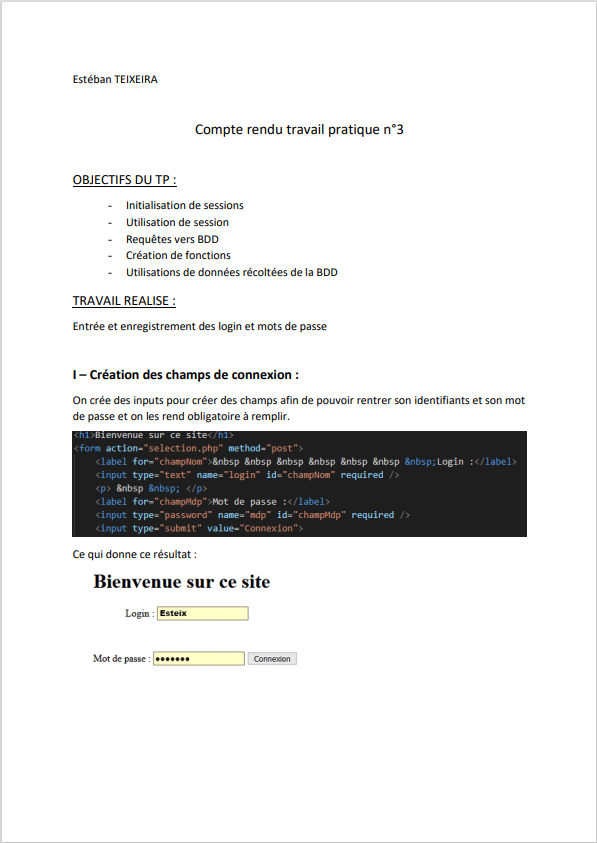 Estéban TEIXEIRA
Compte rendu travail pratique n°3
OBJECTIFS DU TP :
- Initialisation de sessions
- Utilisation de session
- Requêtes vers BDD
- Création de fonctions
- Utilisations de données récoltées de la BDD
TRAVAIL REALISE :
Entrée et enregistrement des login et mots de passe
I – Création des champs de connexion :
On crée des inputs pour créer des champs afin de pouvoir rentrer son identifiants et son mot
de passe et on les rend obligatoire à remplir.
<h1>Bienvenue sur ce site</h1>
<form action="selection.php" method="post">
<label for="champNom">&nbsp &nbsp &nbsp &nbsp &nbsp &nbsp &nbsp;Login :</label>
<input type="text" name="login" id="champNom" required />
<p> &nbsp &nbsp; </p>
<label for="champMdp">Mot de passe :</label>
<input type="password" name="mdp" id="champMdp" required />
<input type="submit" value="Connexion">
Ce qui donne ce résultat :
Bienvenue sur ce site
Login : Esteix
Mot de passe : ●●●●●●● Connexion